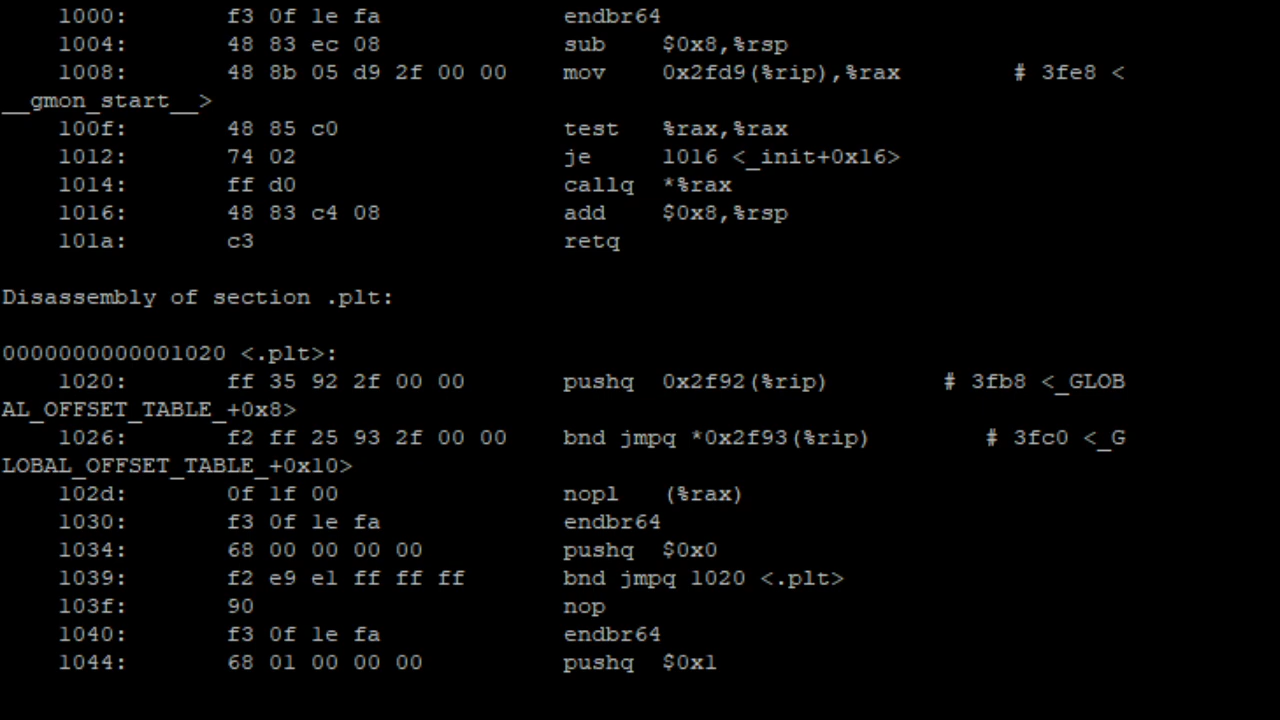 1000: f3 0f 1e fa endbr64
1004: 48 83 ec 08 sub $0x8,%rsp
1008: 48 8b 05 d9 2f 00 00 mov 0x2fd9(%rip),%rax # 3fe8 <
__gmon_start__>
100f: 48 85 c0 test %rax,%rax
1012: 74 02 je 1016 <_init+0x16>
1014: ff d0 callq *%rax
1016: 48 83 c4 08 add $0x8,%rsp
101a: c3 retq
Disassembly of section .plt:
0000000000001020 <.plt>:
1020: ff 35 92 2f 00 00 pushq 0x2f92(%rip) # 3fb8 <_GLOB
AL_OFFSET_TABLE_+0x8>
1026: f2 ff 25 93 2f 00 00 bnd jmpq *0x2f93(%rip) # 3fc0 <_G
LOBAL_OFFSET_TABLE_+0x10>
102d: 0f 1f 00 nopl (%rax)
1030: f3 0f 1e fa endbr64
1034: 68 00 00 00 00 pushq $0x0
1039: f2 e9 e1 ff ff ff bnd jmpq 1020 <.plt>
103f: 90 nop
1040: f3 0f 1e fa endbr64
1044: 68 01 00 00 00 pushq $0x1